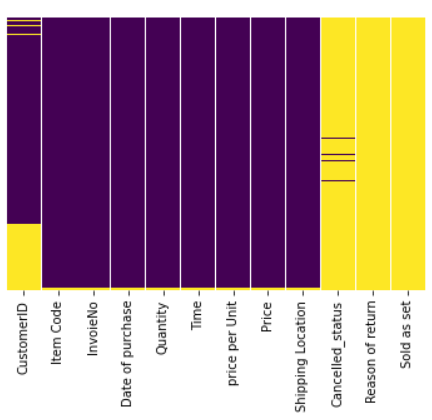 CustomerID
Item Code
InvoieNo
Date of purchase
Quantity
Time
price per Unit
Price
Shipping Location
Cancelled_status
Reason of return
Sold as set